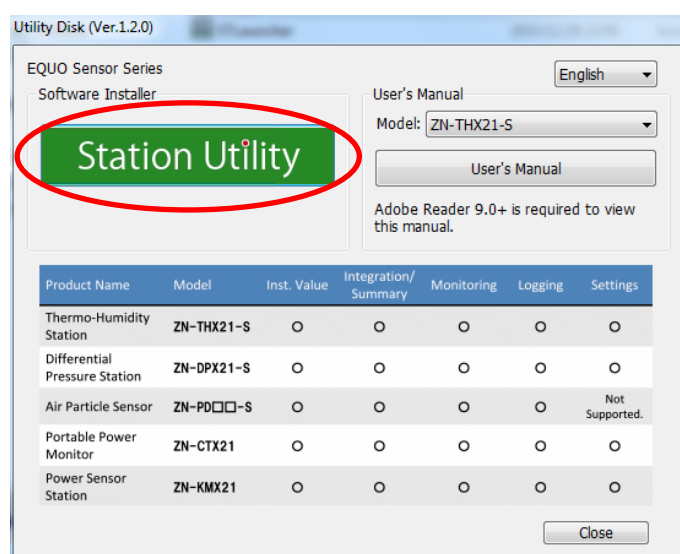 Utility Disk (Ver.1.2.0)
EQUO Sensor Series
English
Software Installer
Station Utility
User's Manual
Model: ZN-THX21-S
User's Manual
Adobe Reader 9.0+ is required to view
this manual.
Product Name Model Inst. Value Integration/
Summary Monitoring Logging Settings
Thermo-Humidity
Station ZN-THX21-S O O O O O
Differential
Pressure Station ZN-DPX21-S O O O O O
Air Particle Sensor ZN-PD□□-S O O O O Not
Supported.
Portable Power
Monitor ZN-CTX21 O O O O O
Power Sensor
Station ZN-KMX21 O O O O O
Close